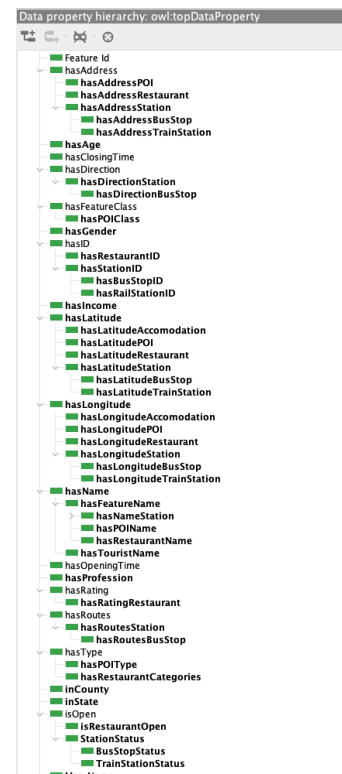 Data property hierarchy: owl:topDataProperty
Feature Id
hasAddress
hasAddressPOI
hasAddressRestaurant
hasAddressStation
hasAddressBusStop
hasAddressTrainStation
hasAge
hasClosingTime
hasDirection
hasDirectionStation
hasDirectionBusStop
hasFeatureClass
hasPOIClass
hasGender
hasID
hasRestaurantID
hasStationID
hasBusStopID
hasRailStationID
hasIncome
hasLatitude
hasLatitudeAccomodation
hasLatitudePOI
hasLatitudeRestaurant
hasLatitudeStation
hasLatitudeBusStop
hasLatitudeTrainStation
hasLongitude
hasLongitudeAccomodation
hasLongitudePOI
hasLongitudeRestaurant
hasLongitudeStation
hasLongitudeBusStop
hasLongitudeTrainStation
hasName
hasFeatureName
hasNameStation
hasPOIName
hasRestaurantName
hasTouristName
hasOpeningTime
hasProfession
hasRating
hasRatingRestaurant
hasRoutes
hasRoutesStation
hasRoutesBusStop
hasType
hasPOIType
hasRestaurantCategories
inCounty
inState
isOpen
isRestaurantOpen
StationStatus
BusStopStatus
TrainStationStatus